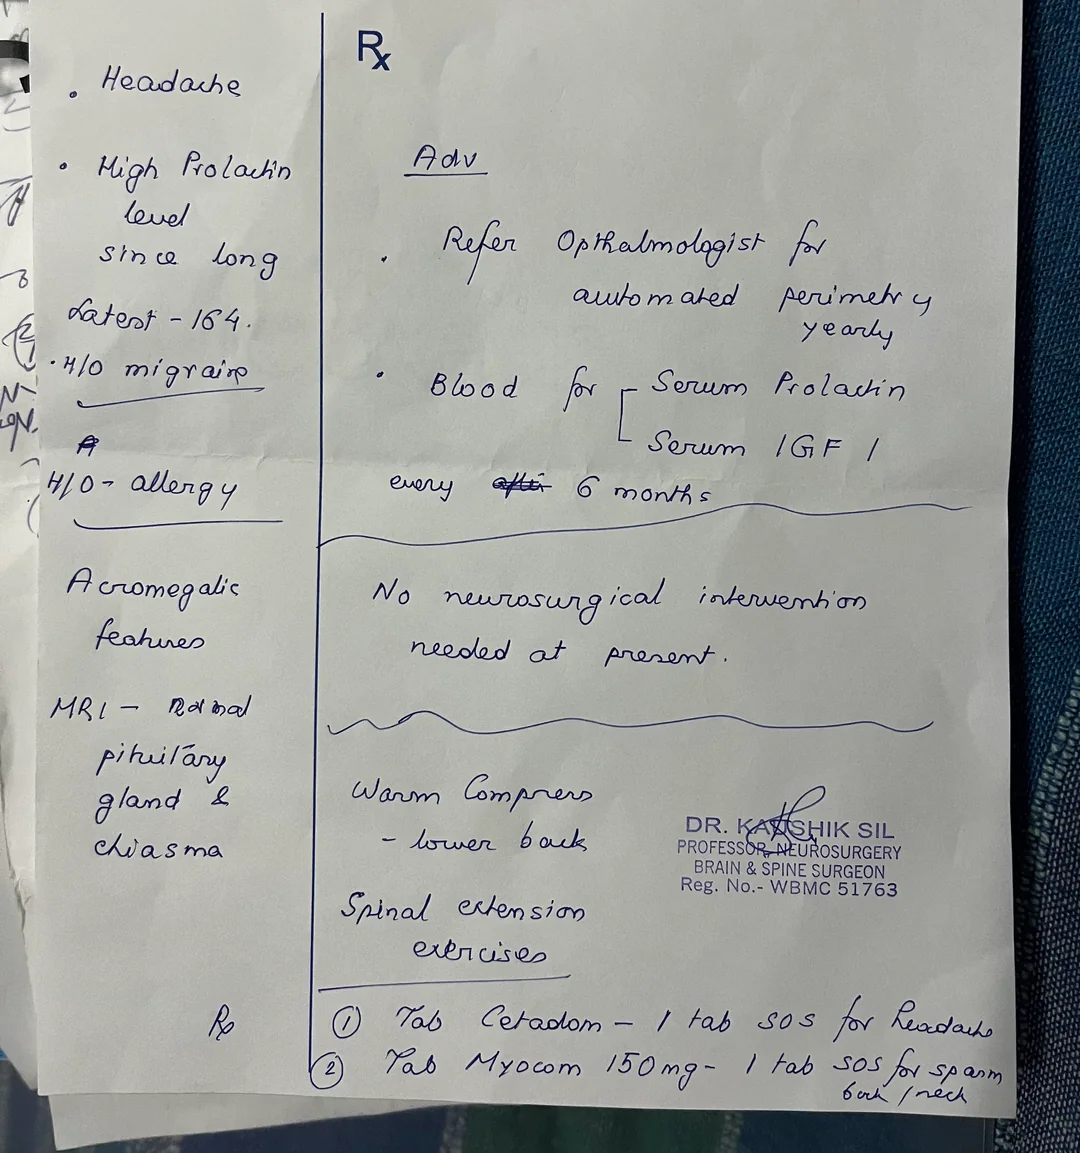 • Headache
• High Prolactin
level
since long
Latest - 164.
• H/O migraine
H/O - allergy
Acromegalic
features
MRI - Normal
pituitary
gland &
chiasma
Rx
Rx
Adv
• Refer Opthalmologist for
automated perimetry
yearly
• Blood for Serum Prolactin
Serum IGF 1
every after 6 months
No neurosurgical intervention
needed at present.
Warm Compress
- lower back
Spinal extension
exercises
DR. KAUSHIK SIL
PROFESSOR, NEUROSURGERY
BRAIN & SPINE SURGEON
Reg. No.- WBMC 51763
① Tab Cetadom - 1 tab SOS for headache
② Tab Myocom 150mg - 1 tab SOS for spasm
back / neck